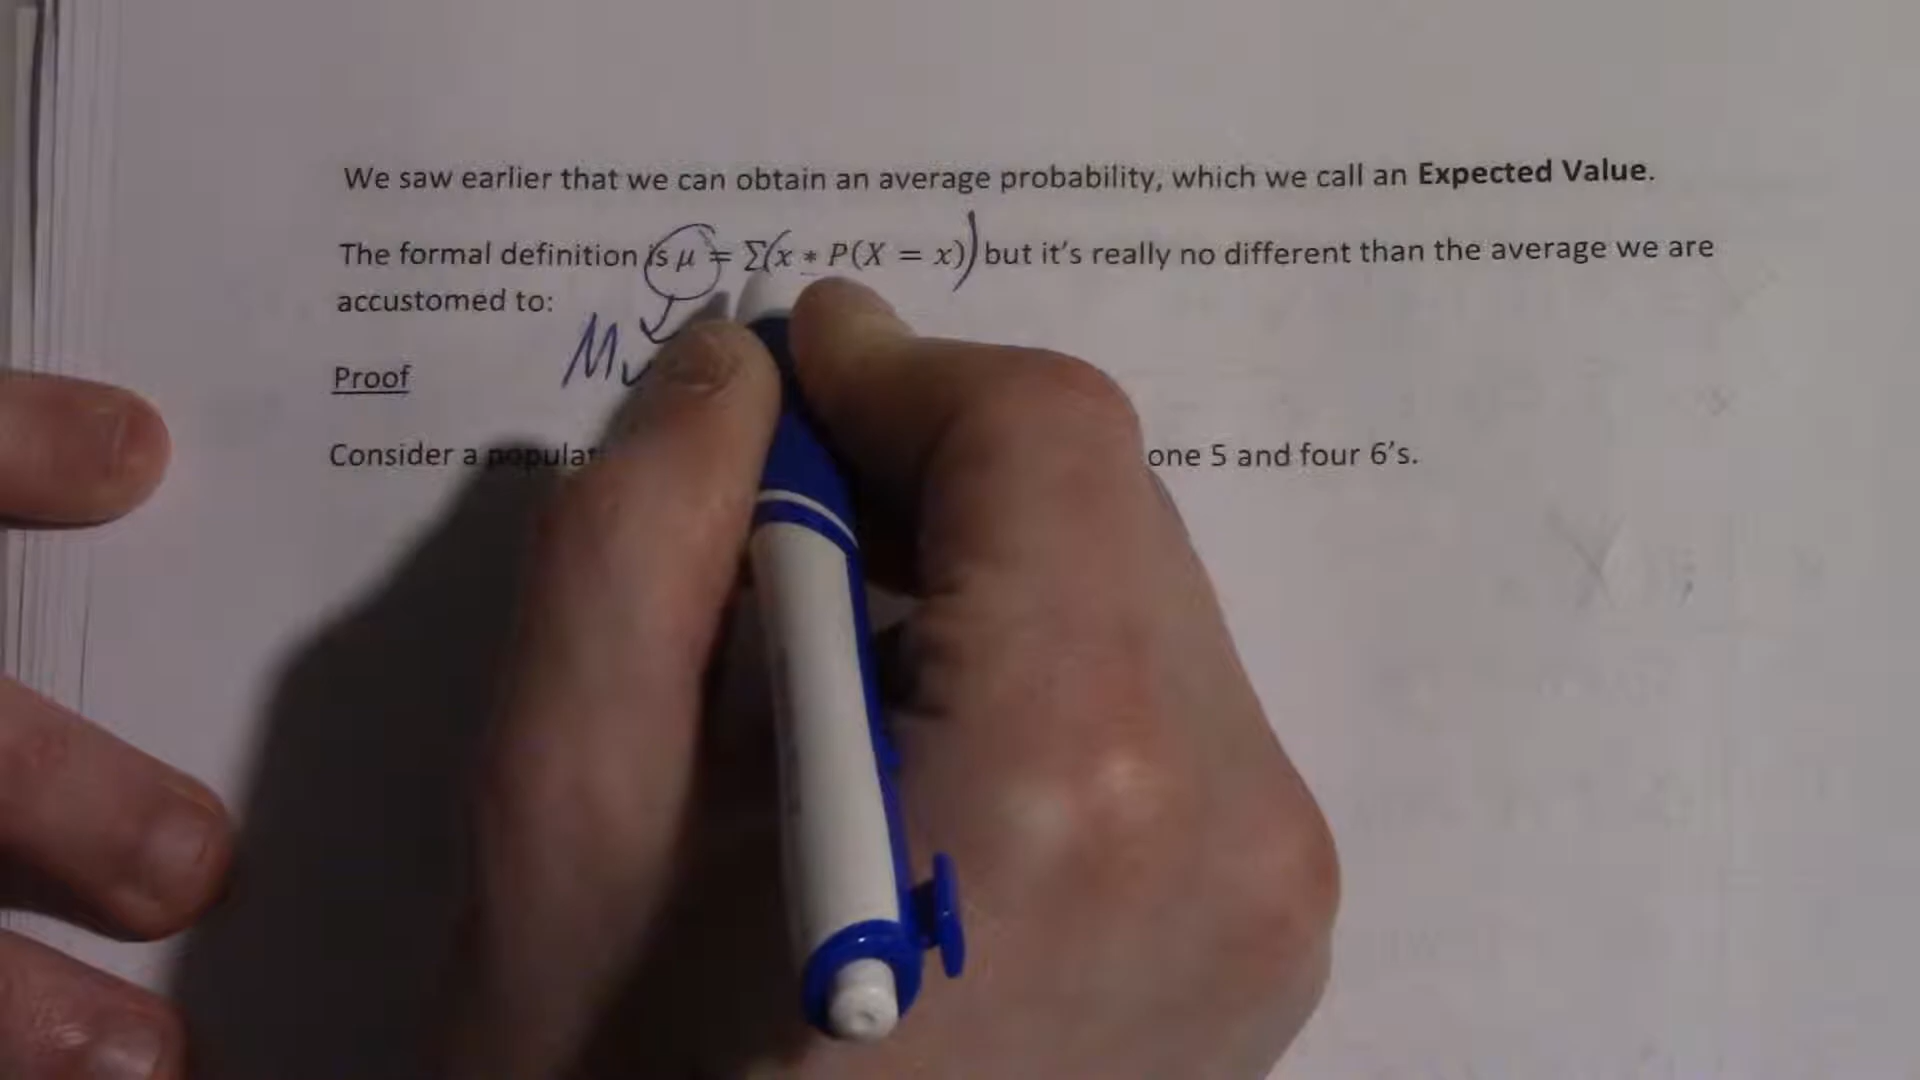 We saw earlier that we can obtain an average probability, which we call an Expected Value.
The formal definition is μ = Σ(x * P(X = x)) but it's really no different than the average we are
accustomed to:
Mu
Proof
Consider a one 5 and four 6's.